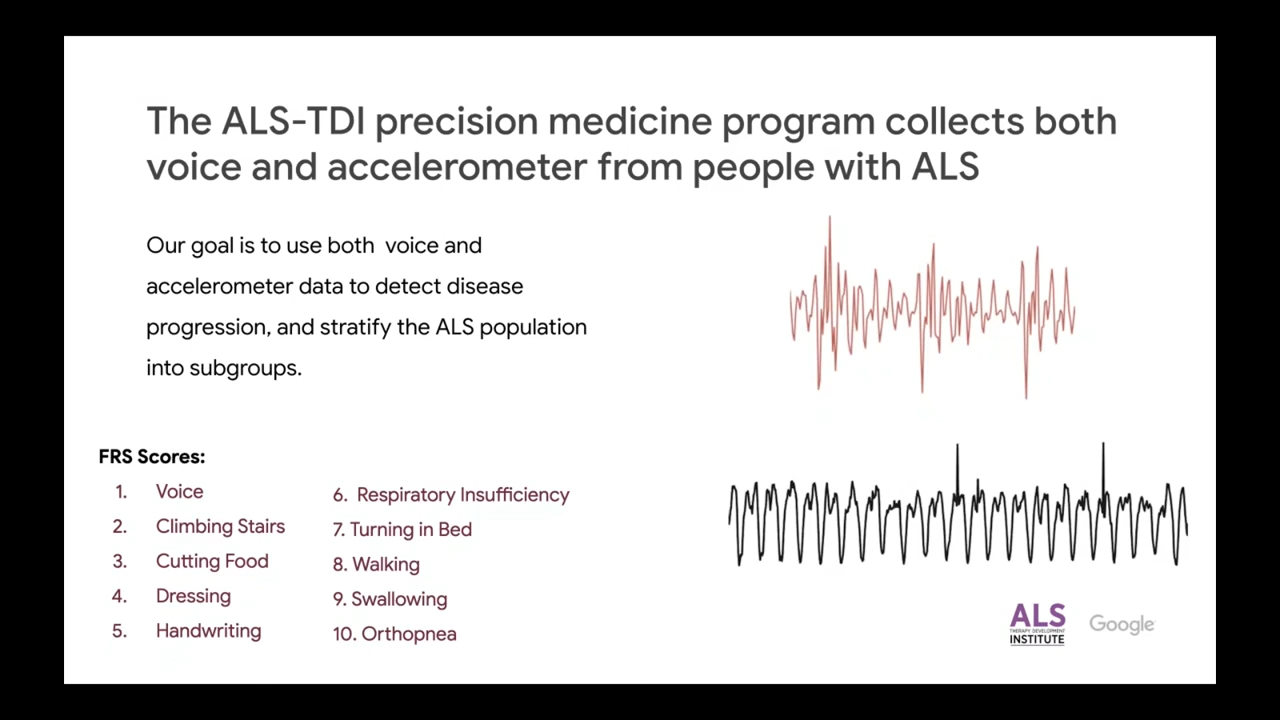 The ALS-TDI precision medicine program collects both
voice and accelerometer from people with ALS
Our goal is to use both voice and
accelerometer data to detect disease
progression, and stratify the ALS population
into subgroups.
FRS Scores:
1. Voice
2. Climbing Stairs
3. Cutting Food
4. Dressing
5. Handwriting
6. Respiratory Insufficiency
7. Turning in Bed
8. Walking
9. Swallowing
10. Orthopnea
ALS
THERAPY DEVELOPMENT
INSTITUTE
Google